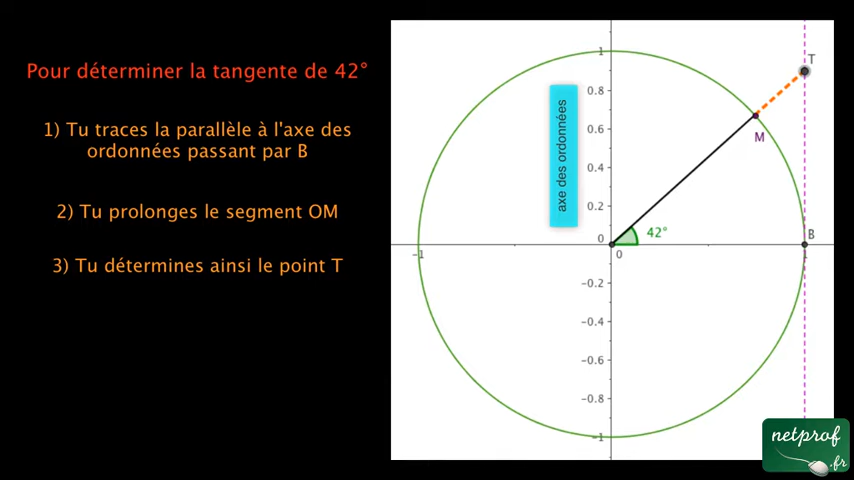 Pour déterminer la tangente de 42°
1) Tu traces la parallèle à l'axe des
ordonnées passant par B
2) Tu prolonges le segment OM
3) Tu détermines ainsi le point T
1
T
0.8
axe des ordonnées
0.6
M
0.4
0.2
42°
B
0
-1
0
1
-0.2
-0.4
-0.6
-0.8
-1
netprof
.fr